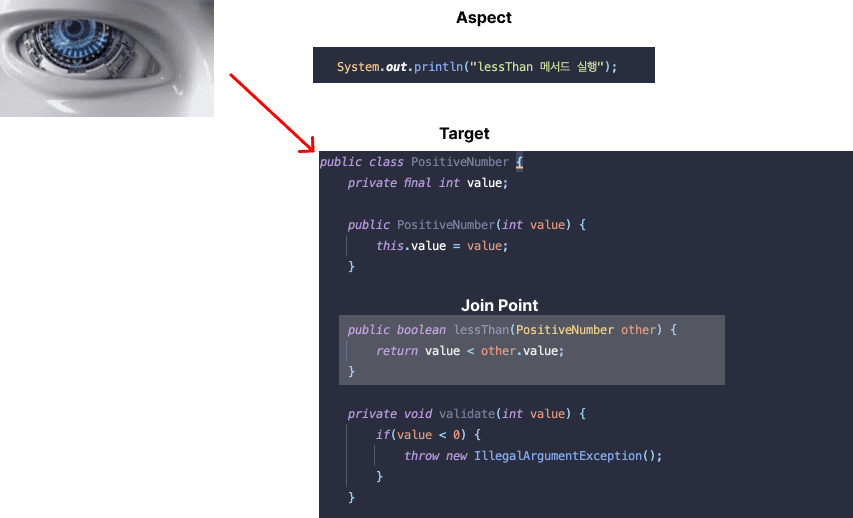 Aspect
System.out.println("lessThan 메서드 실행");
Target
public class PositiveNumber {
private final int value;
public PositiveNumber(int value) {
this.value = value;
}
Join Point
public boolean lessThan(PositiveNumber other) {
return value < other.value;
}
private void validate(int value) {
if(value < 0) {
throw new IllegalArgumentException();
}
}